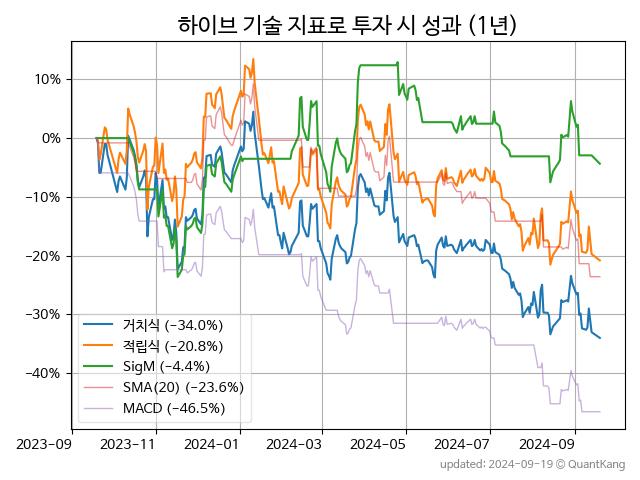 하이브 기술 지표로 투자 시 성과 (1년)
10%
0%
−10%
−20%
−30%
−40%
거치식 (−34.0%)
적립식 (−20.8%)
SigM (−4.4%)
SMA(20) (−23.6%)
MACD (−46.5%)
2023-09
2023-11
2024-01
2024-03
2024-05
2024-07
2024-09
updated: 2024-09-19 © QuantKang